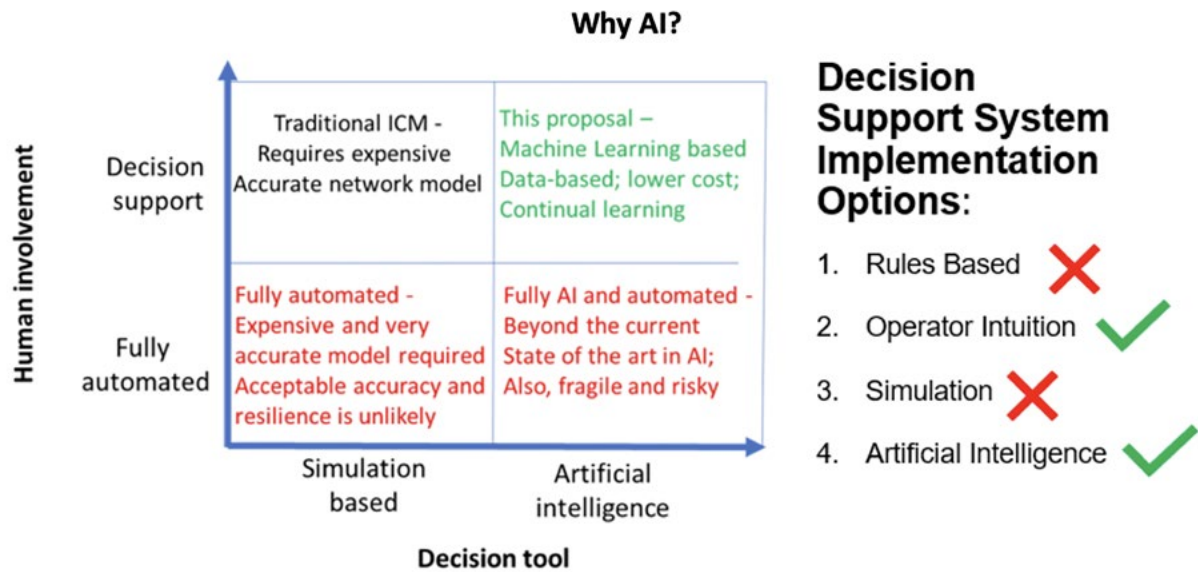 Why AI?
Human involvement
Decision
support
Traditional ICM -
Requires expensive
Accurate network model
This proposal –
Machine Learning based
Data-based; lower cost;
Continual learning
Fully
automated
Fully automated -
Expensive and very
accurate model required
Acceptable accuracy and
resilience is unlikely
Fully AI and automated -
Beyond the current
State of the art in AI;
Also, fragile and risky
Simulation
based
Artificial
intelligence
Decision tool
Decision
Support System
Implementation
Options:
1. Rules Based
2. Operator Intuition
3. Simulation
4. Artificial Intelligence